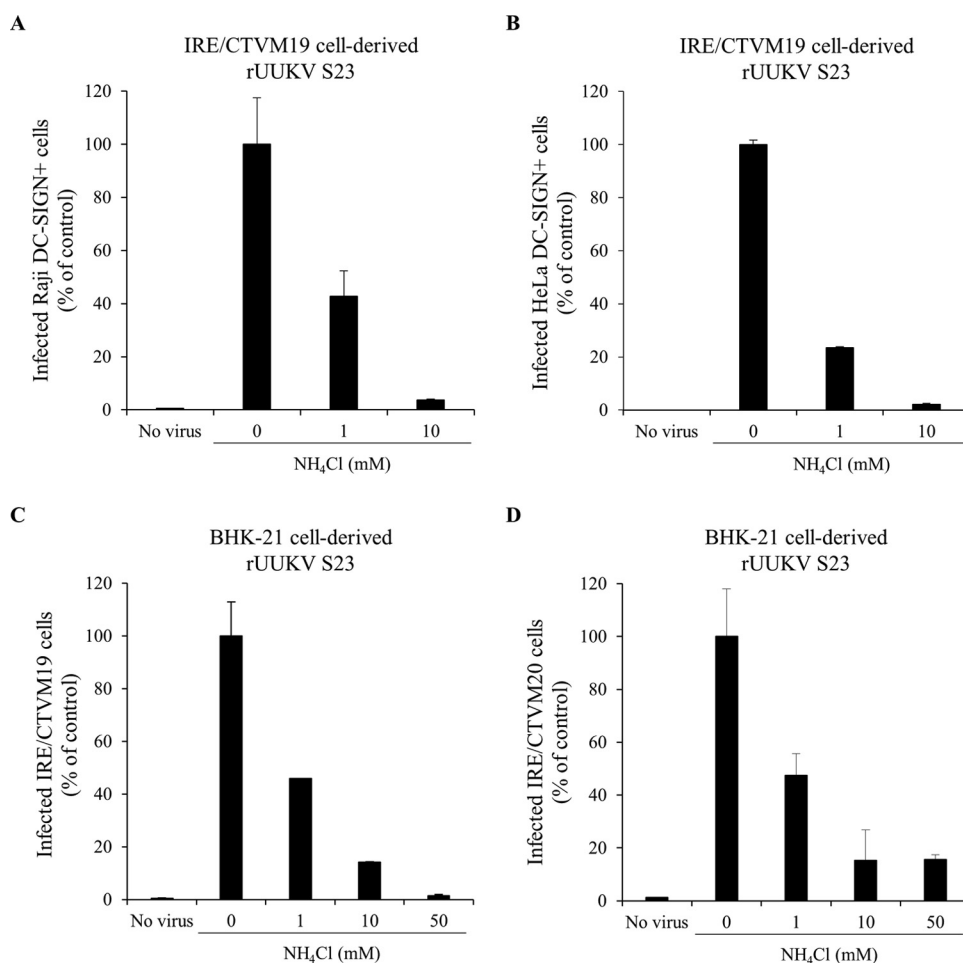 A
IRE/CTVM19 cell-derived
rUUKV S23
Infected Raji DC-SIGN+ cells
(% of control)
120
100
80
60
40
20
0
No virus 0 1 10
NH₄Cl (mM)
B
IRE/CTVM19 cell-derived
rUUKV S23
Infected HeLa DC-SIGN+ cells
(% of control)
120
100
80
60
40
20
0
No virus 0 1 10
NH₄Cl (mM)
C
BHK-21 cell-derived
rUUKV S23
Infected IRE/CTVM19 cells
(% of control)
120
100
80
60
40
20
0
No virus 0 1 10 50
NH₄Cl (mM)
D
BHK-21 cell-derived
rUUKV S23
Infected IRE/CTVM20 cells
(% of control)
120
100
80
60
40
20
0
No virus 0 1 10 50
NH₄Cl (mM)